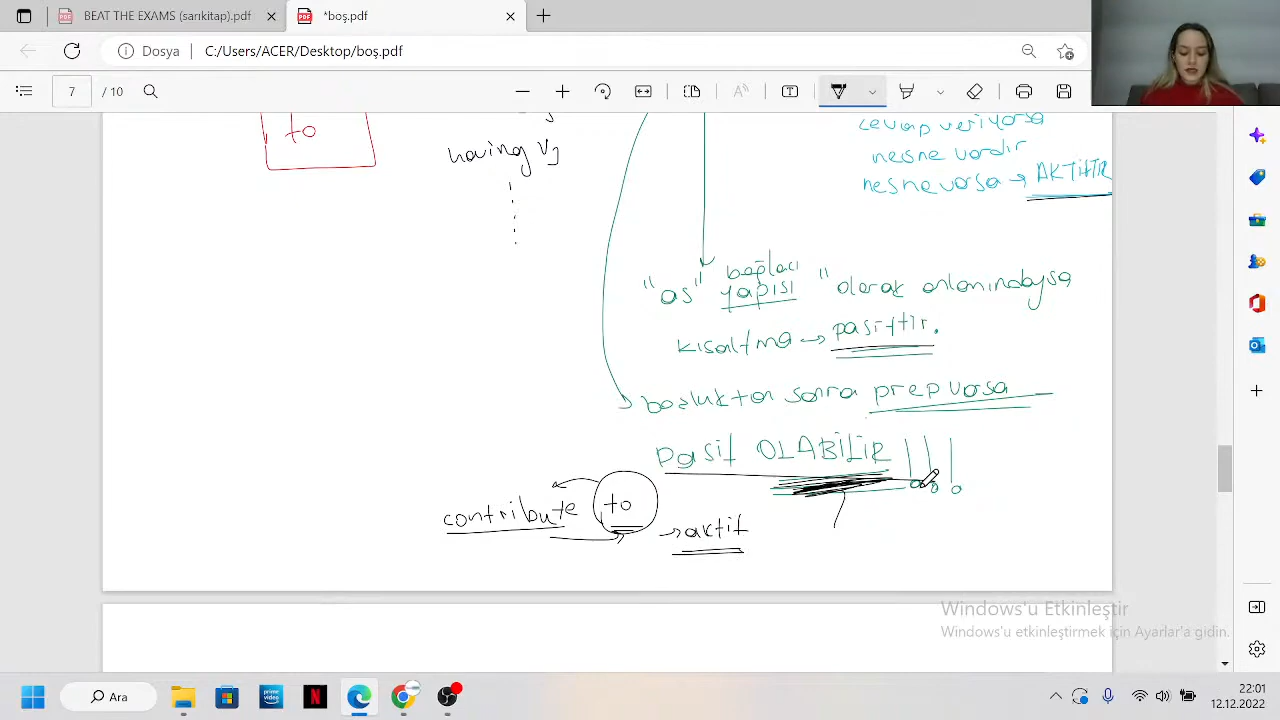 BEAT THE EXAMS (sarıkitap).pdf
*boş.pdf
Dosya
C:/Users/ACER/Desktop/boş.pdf
7 / 10
to
having V3
cevap veriyorsa
nesne vardır
nesne varsa → AKTİFTİR
"as" bağlacı
yapısı "olarak anlamındaysa
kısaltma → pasiftir.
boşluktan sonra prep varsa
pasif OLABİLİR !!!
contribute to
→ aktif
Windows'u Etkinleştir
Windows'u etkinleştirmek için Ayarlar'a gidin.
Ara
prime video
22:01
12.12.2022